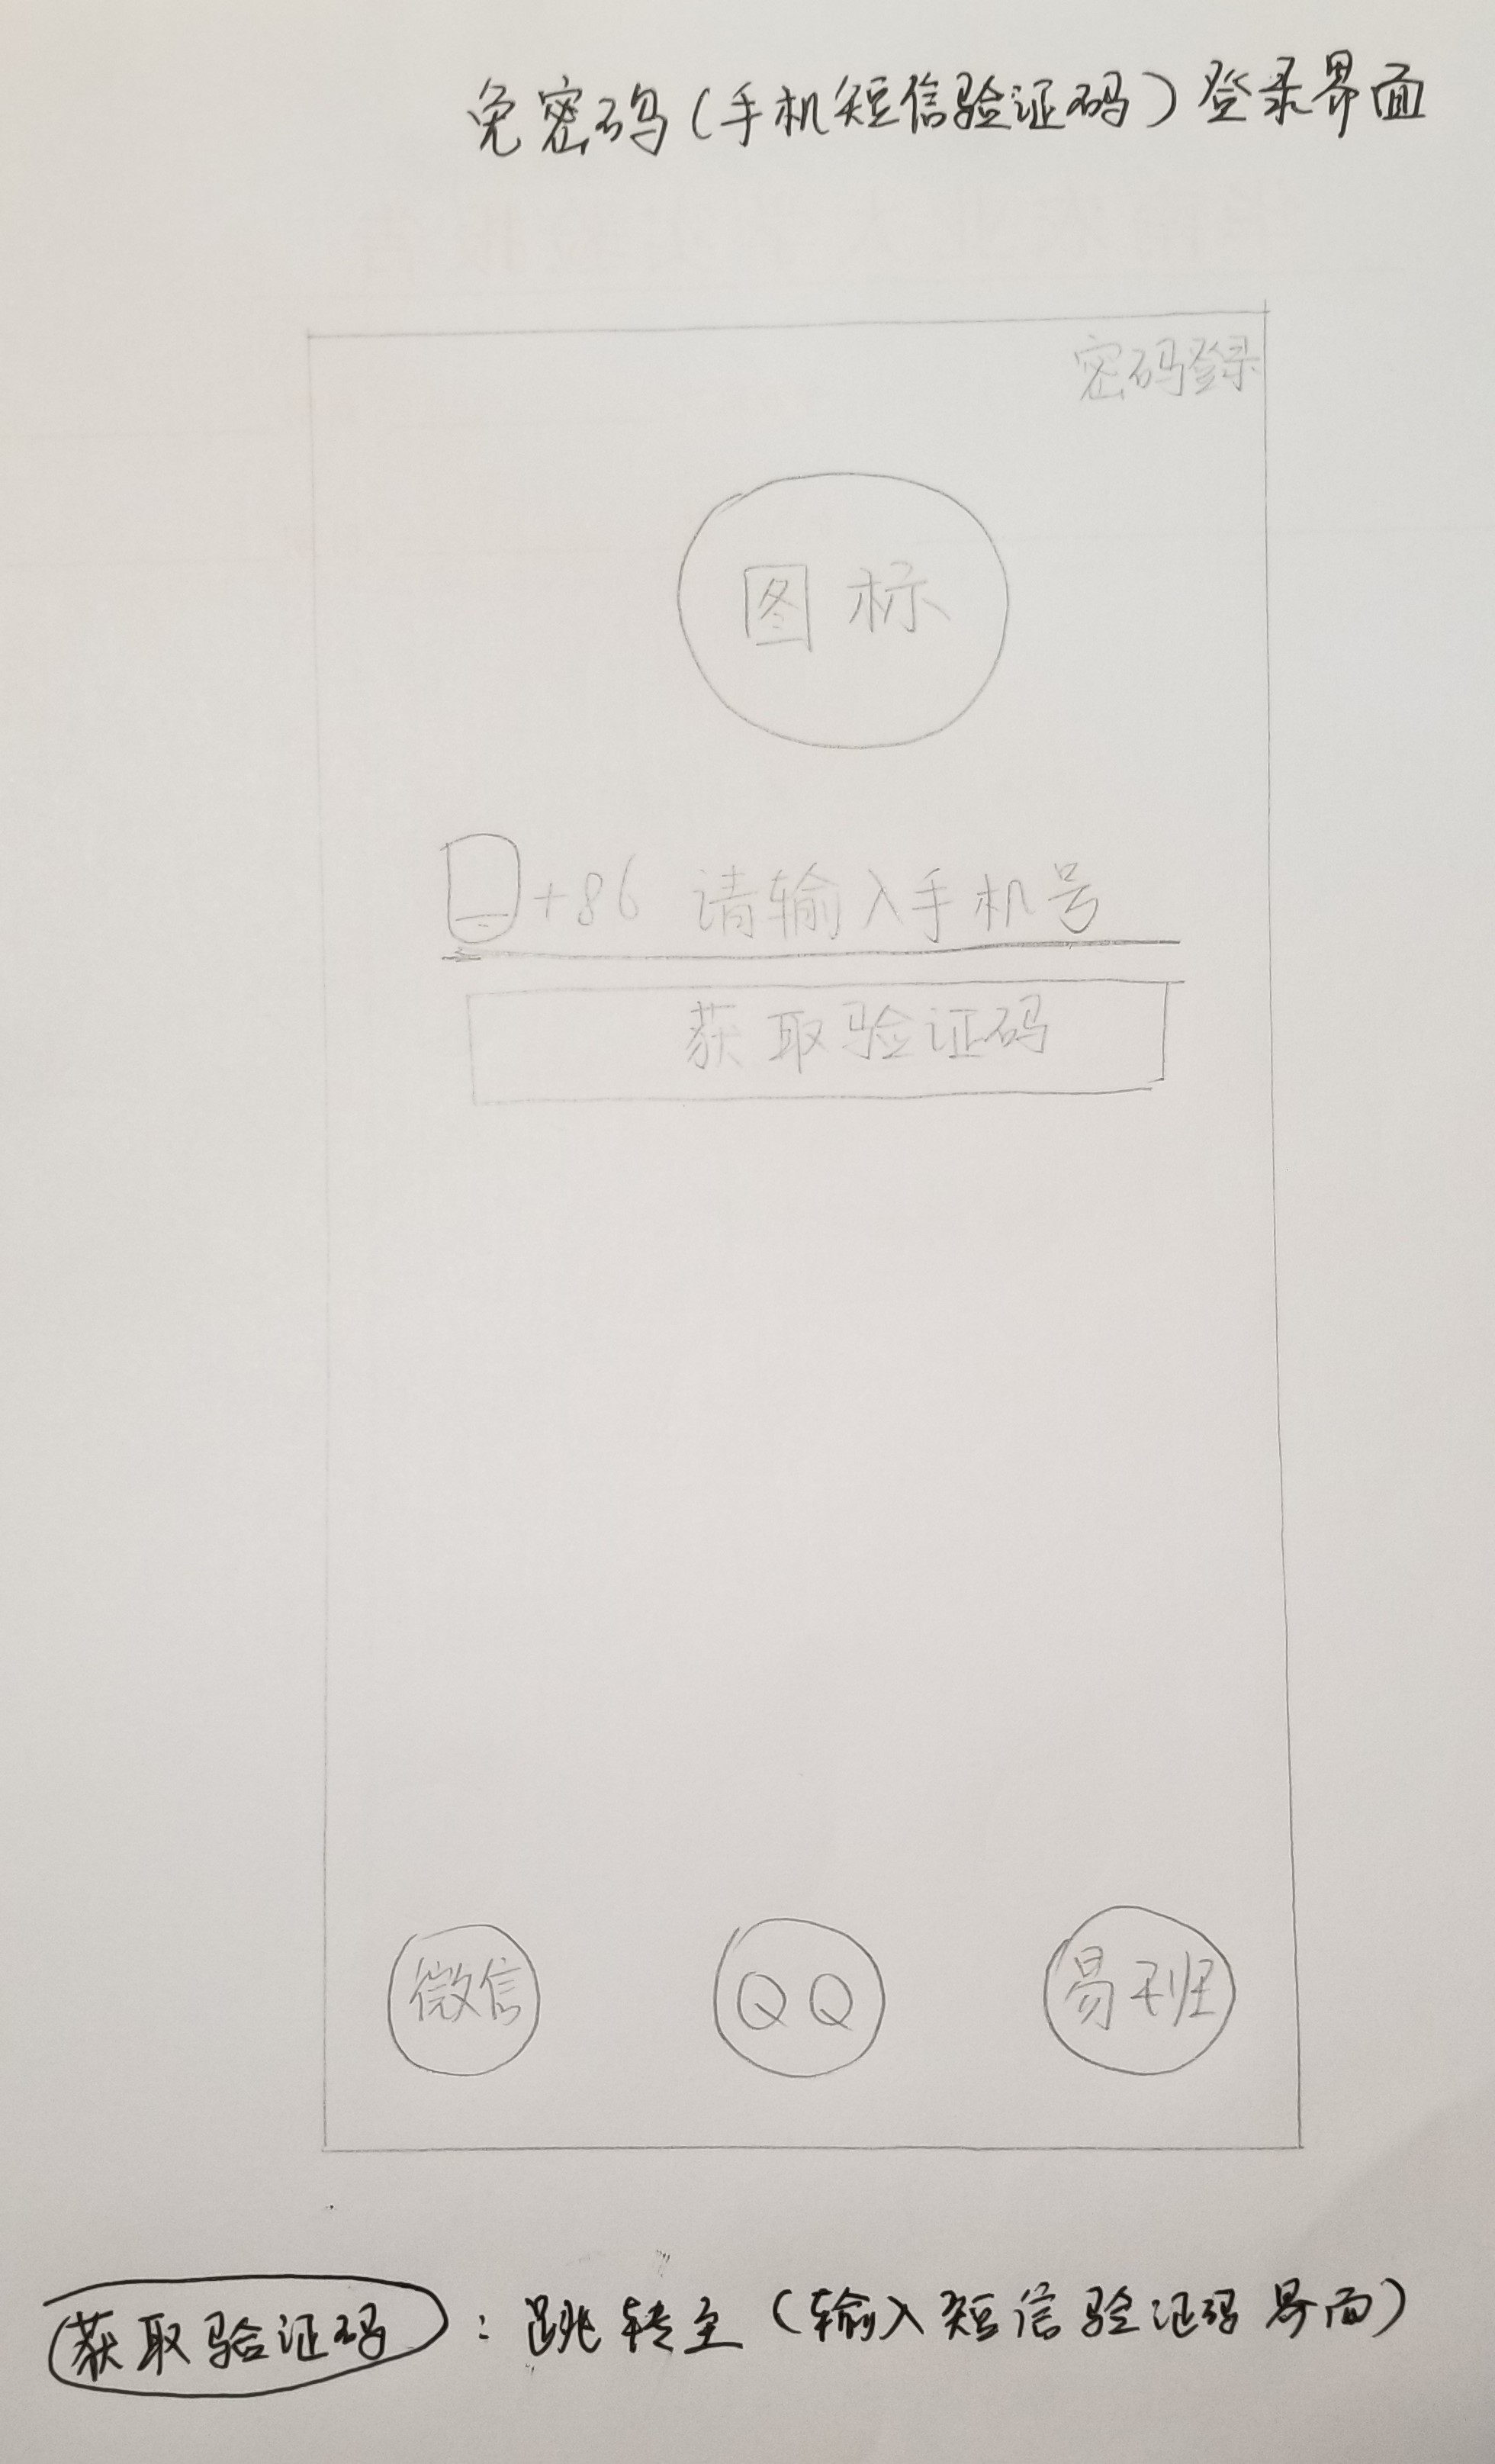 免密码(手机短信验证码)登录界面
密码登录
图标
+86 请输入手机号
获取验证码
微信
QQ
易班
获取验证码:跳转至(输入短信验证码界面)